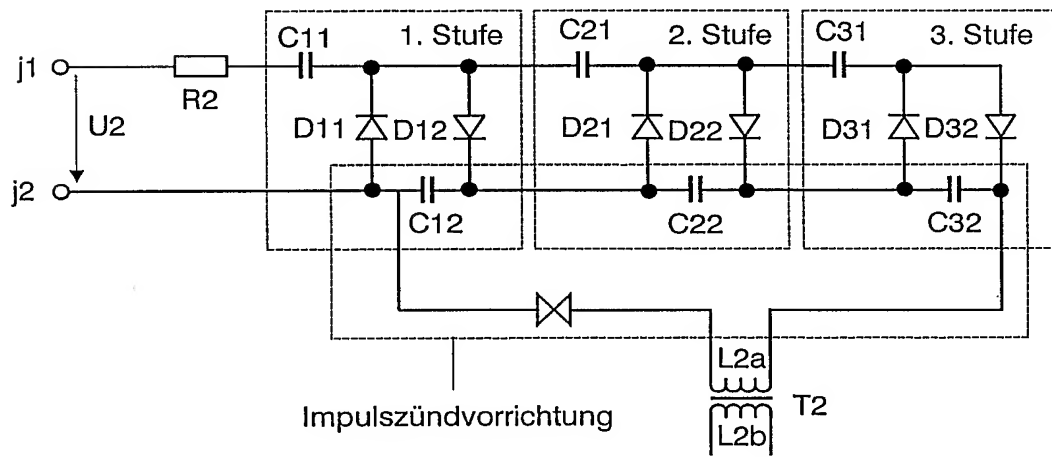 1. Stufe
2. Stufe
3. Stufe
C11
C21
C31
j1
R2
U2
D11
D12
D21
D22
D31
D32
j2
C12
C22
C32
L2a
T2
L2b
Impulszündvorrichtung